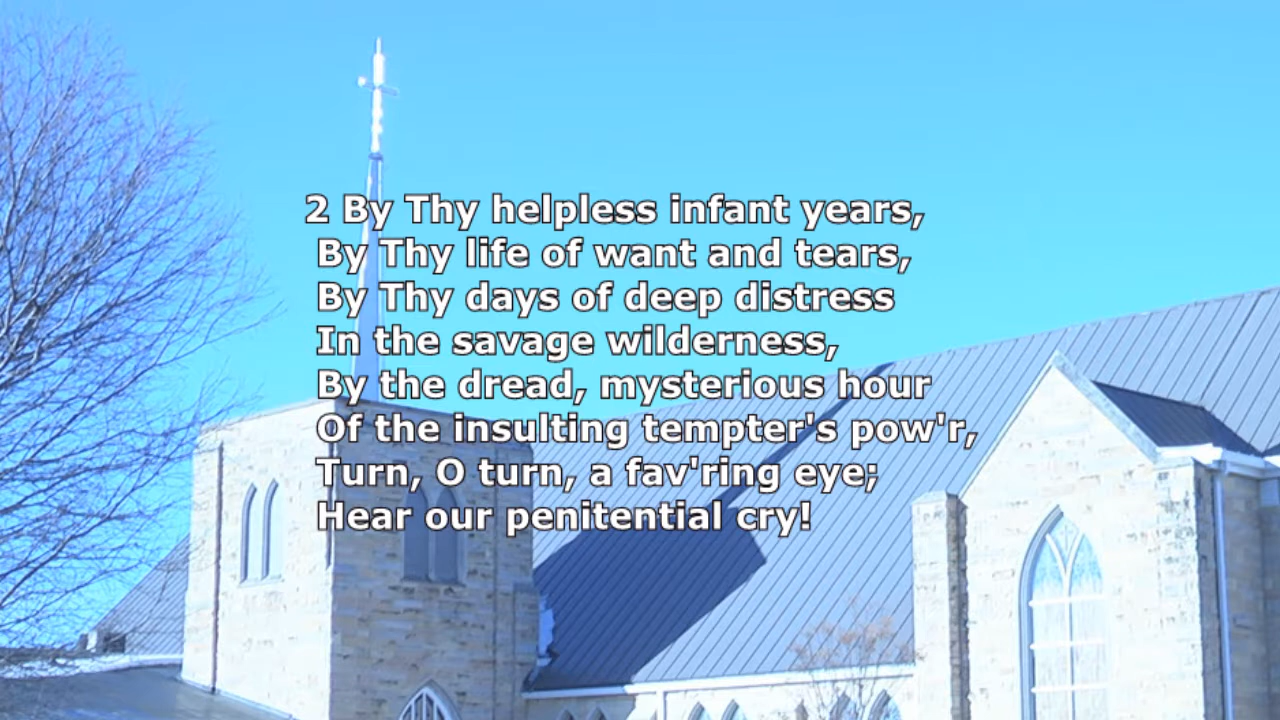 2 By Thy helpless infant years,
By Thy life of want and tears,
By Thy days of deep distress
In the savage wilderness,
By the dread, mysterious hour
Of the insulting tempter's pow'r,
Turn, O turn, a fav'ring eye;
Hear our penitential cry!